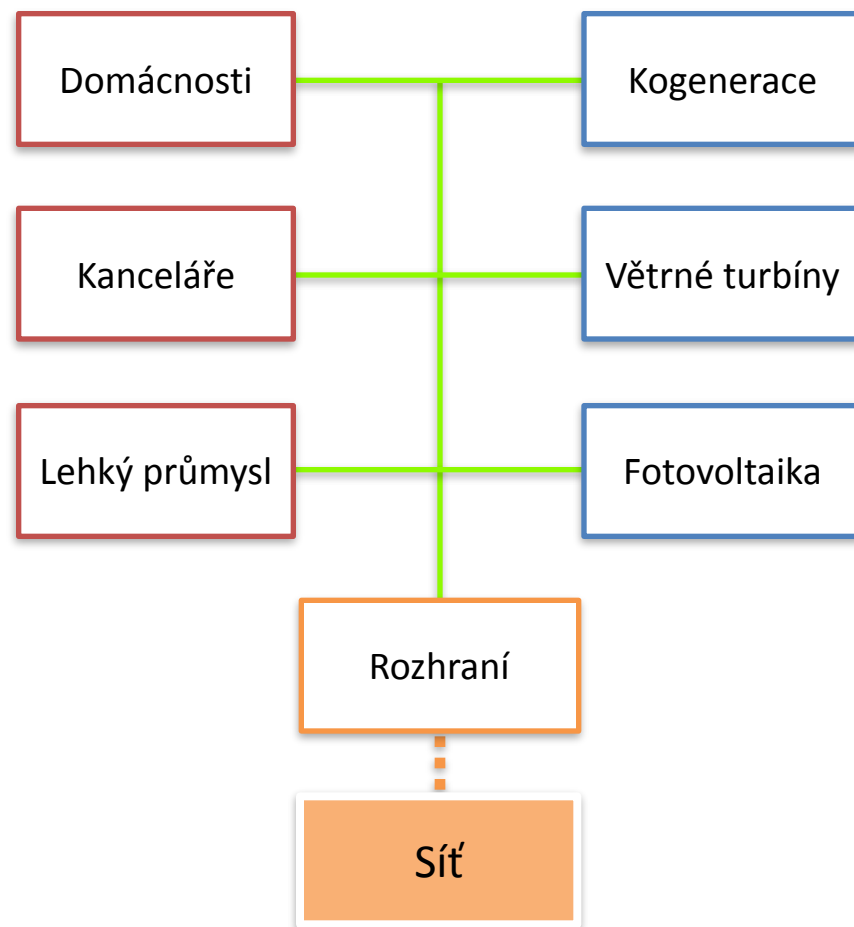 Domácnosti
Kogenerace
Kanceláře
Větrné turbíny
Lehký průmysl
Fotovoltaika
Rozhraní
Síť